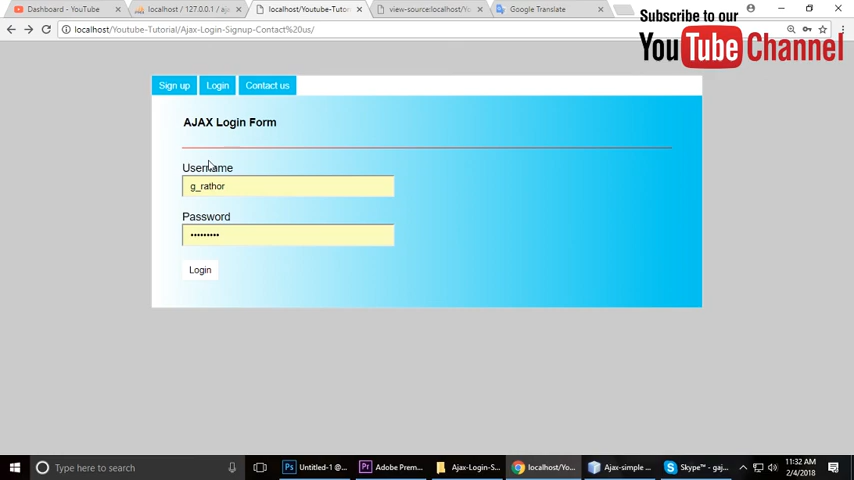 Dashboard - YouTube
localhost / 127.0.0.1 / aj
localhost/Youtube-Tutor
view-source:localhost/Yo
Google Translate
localhost/Youtube-Tutorial/Ajax-Login-Signup-Contact%20us/
Subscribe to our
YouTube Channel
Sign up
Login
Contact us
AJAX Login Form
Username
g_rathor
Password
•••••••••
Login
Type here to search
Untitled-1 @...
Adobe Prem...
Ajax-Login-S...
localhost/Yo...
Ajax-simple ...
Skype™ - gaj...
11:32 AM
2/4/2018